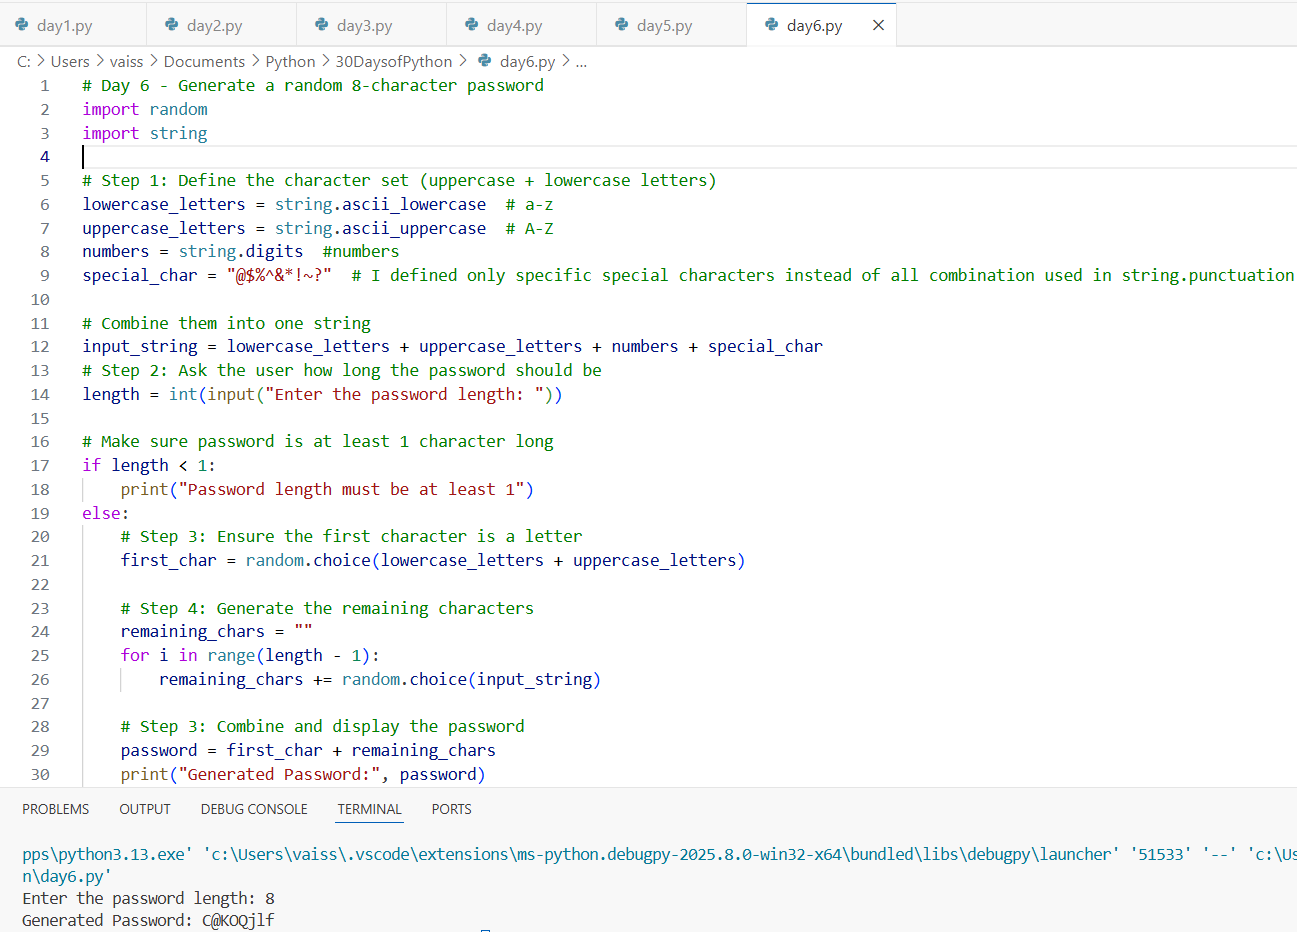 day1.py day2.py day3.py day4.py day5.py day6.py
C: > Users > vaiss > Documents > Python > 30DaysofPython > day6.py > ...
1 # Day 6 - Generate a random 8-character password
2 import random
3 import string
4
5 # Step 1: Define the character set (uppercase + lowercase letters)
6 lowercase_letters = string.ascii_lowercase  # a-z
7 uppercase_letters = string.ascii_uppercase  # A-Z
8 numbers = string.digits  #numbers
9 special_char = "@$%^&*!~?"  # I defined only specific special characters instead of all combination used in string.punctuation
10
11 # Combine them into one string
12 input_string = lowercase_letters + uppercase_letters + numbers + special_char
13 # Step 2: Ask the user how long the password should be
14 length = int(input("Enter the password length: "))
15
16 # Make sure password is at least 1 character long
17 if length < 1:
18     print("Password length must be at least 1")
19 else:
20     # Step 3: Ensure the first character is a letter
21     first_char = random.choice(lowercase_letters + uppercase_letters)
22
23     # Step 4: Generate the remaining characters
24     remaining_chars = ""
25     for i in range(length - 1):
26         remaining_chars += random.choice(input_string)
27
28     # Step 3: Combine and display the password
29     password = first_char + remaining_chars
30     print("Generated Password:", password)
PROBLEMS OUTPUT DEBUG CONSOLE TERMINAL PORTS
pps\python3.13.exe' 'c:\Users\vaiss\.vscode\extensions\ms-python.debugpy-2025.8.0-win32-x64\bundled\libs\debugpy\launcher' '51533' '--' 'c:\Us
n\day6.py'
Enter the password length: 8
Generated Password: C@KOQjlf